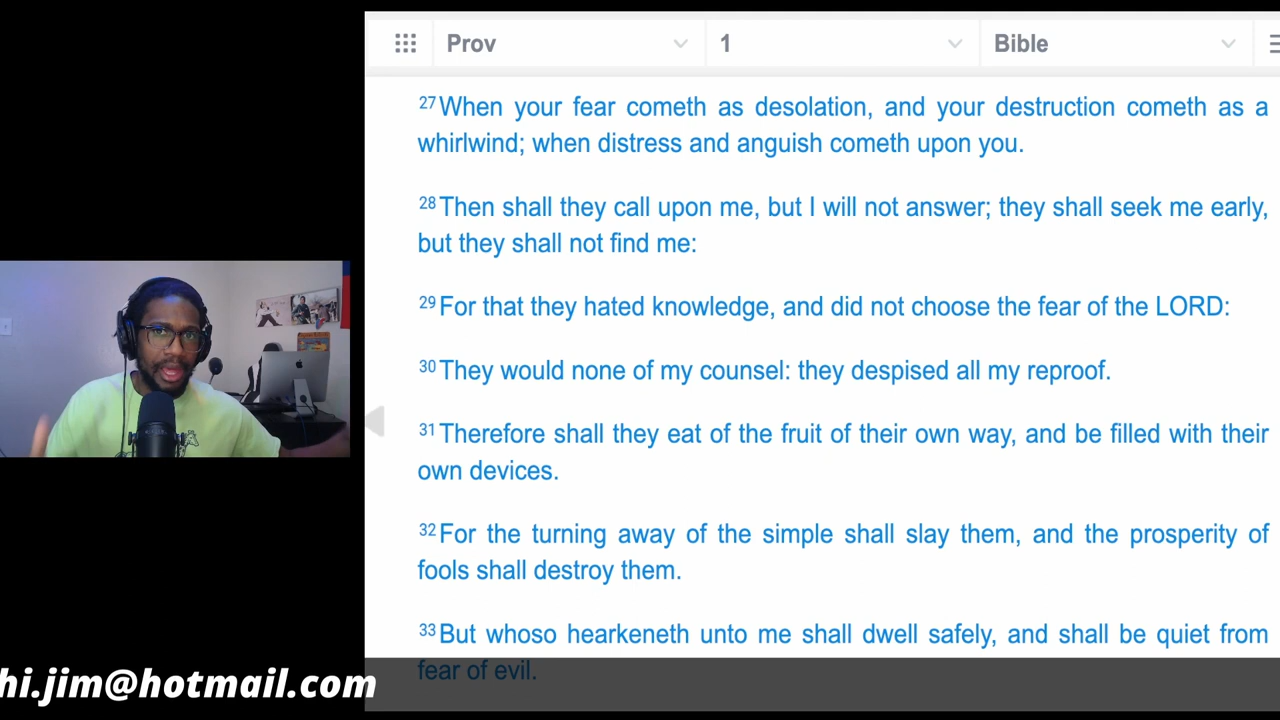 Prov
1
Bible
27When your fear cometh as desolation, and your destruction cometh as a
whirlwind; when distress and anguish cometh upon you.
28Then shall they call upon me, but I will not answer; they shall seek me early,
but they shall not find me:
29For that they hated knowledge, and did not choose the fear of the LORD:
30They would none of my counsel: they despised all my reproof.
31Therefore shall they eat of the fruit of their own way, and be filled with their
own devices.
32For the turning away of the simple shall slay them, and the prosperity of
fools shall destroy them.
33But whoso hearkeneth unto me shall dwell safely, and shall be quiet from
fear of evil.
hi.jim@hotmail.com